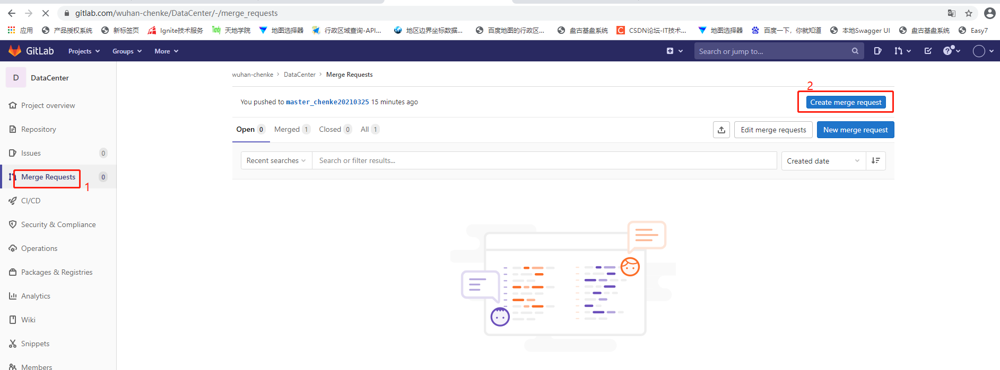 gitlab.com/wuhan-chenke/DataCenter/-/merge_requests
应用 产品授权系统 新标签页 Ignite技术服务 天地学院 地图选择器 行政区域查询-API... 地区边界坐标数据... 百度地图的行政区... 盘古基盘系统 CSDN论坛-IT技术... 地图选择器 百度一下，你就知道 本地Swagger UI 盘古基盘系统 Easy7
GitLab Projects Groups More Search or jump to...
D DataCenter
wuhan-chenke > DataCenter > Merge Requests
2
You pushed to master_chenke20210325 15 minutes ago Create merge request
Project overview
Repository
Open 0 Merged 1 Closed 0 All 1 Edit merge requests New merge request
Issues 0
Recent searches Search or filter results... Created date
Merge Requests 0
1
CI/CD
Security & Compliance
Operations
Packages & Registries
Analytics
Wiki
Snippets
Members